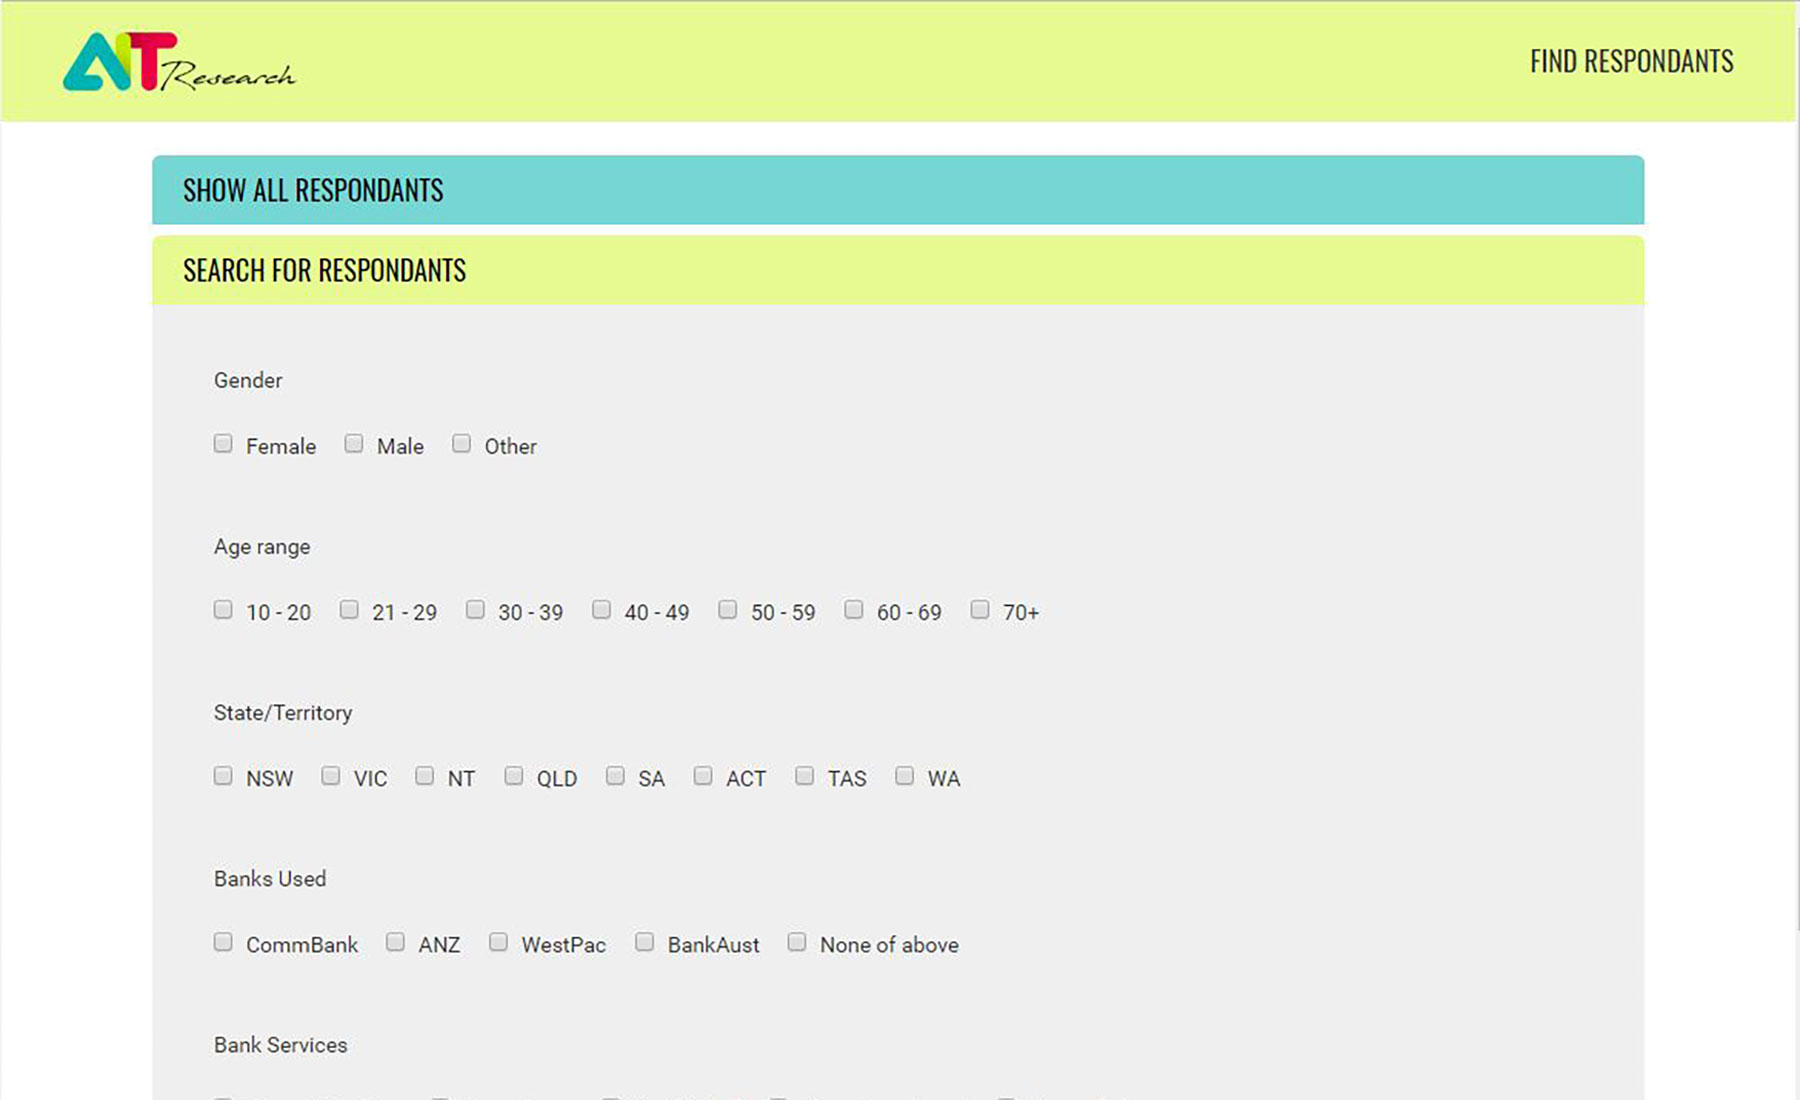 AIT Research
FIND RESPONDANTS
SHOW ALL RESPONDANTS
SEARCH FOR RESPONDANTS
Gender
Female Male Other
Age range
10 - 20 21 - 29 30 - 39 40 - 49 50 - 59 60 - 69 70+
State/Territory
NSW VIC NT QLD SA ACT TAS WA
Banks Used
CommBank ANZ WestPac BankAust None of above
Bank Services